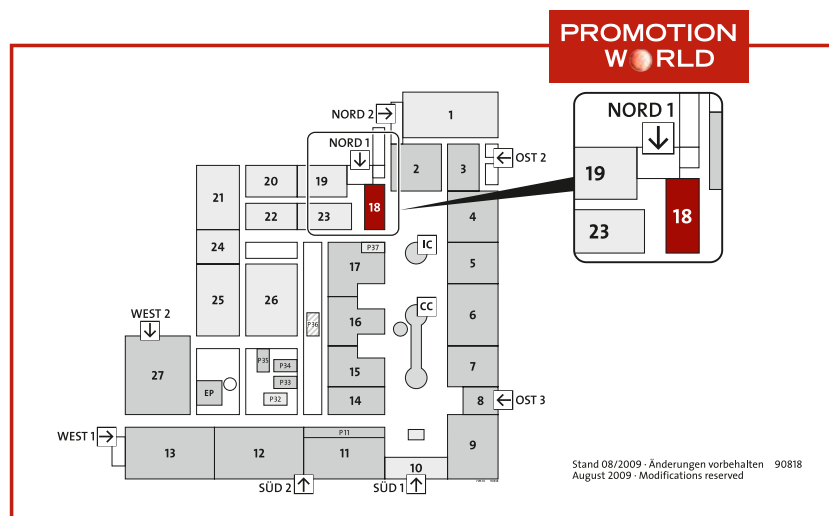 PROMOTION
WORLD
NORD 2
1
NORD 1
2
3
OST 2
NORD 1
19
18
23
20
19
21
22
23
18
4
24
IC
P37
17
5
25
26
CC
P36
16
6
WEST 2
27
P35
P34
P33
P32
EP
15
7
14
8
OST 3
WEST 1
13
12
P11
11
10
9
SÜD 2
SÜD 1
Stand 08/2009 · Änderungen vorbehalten 90818
August 2009 · Modifications reserved